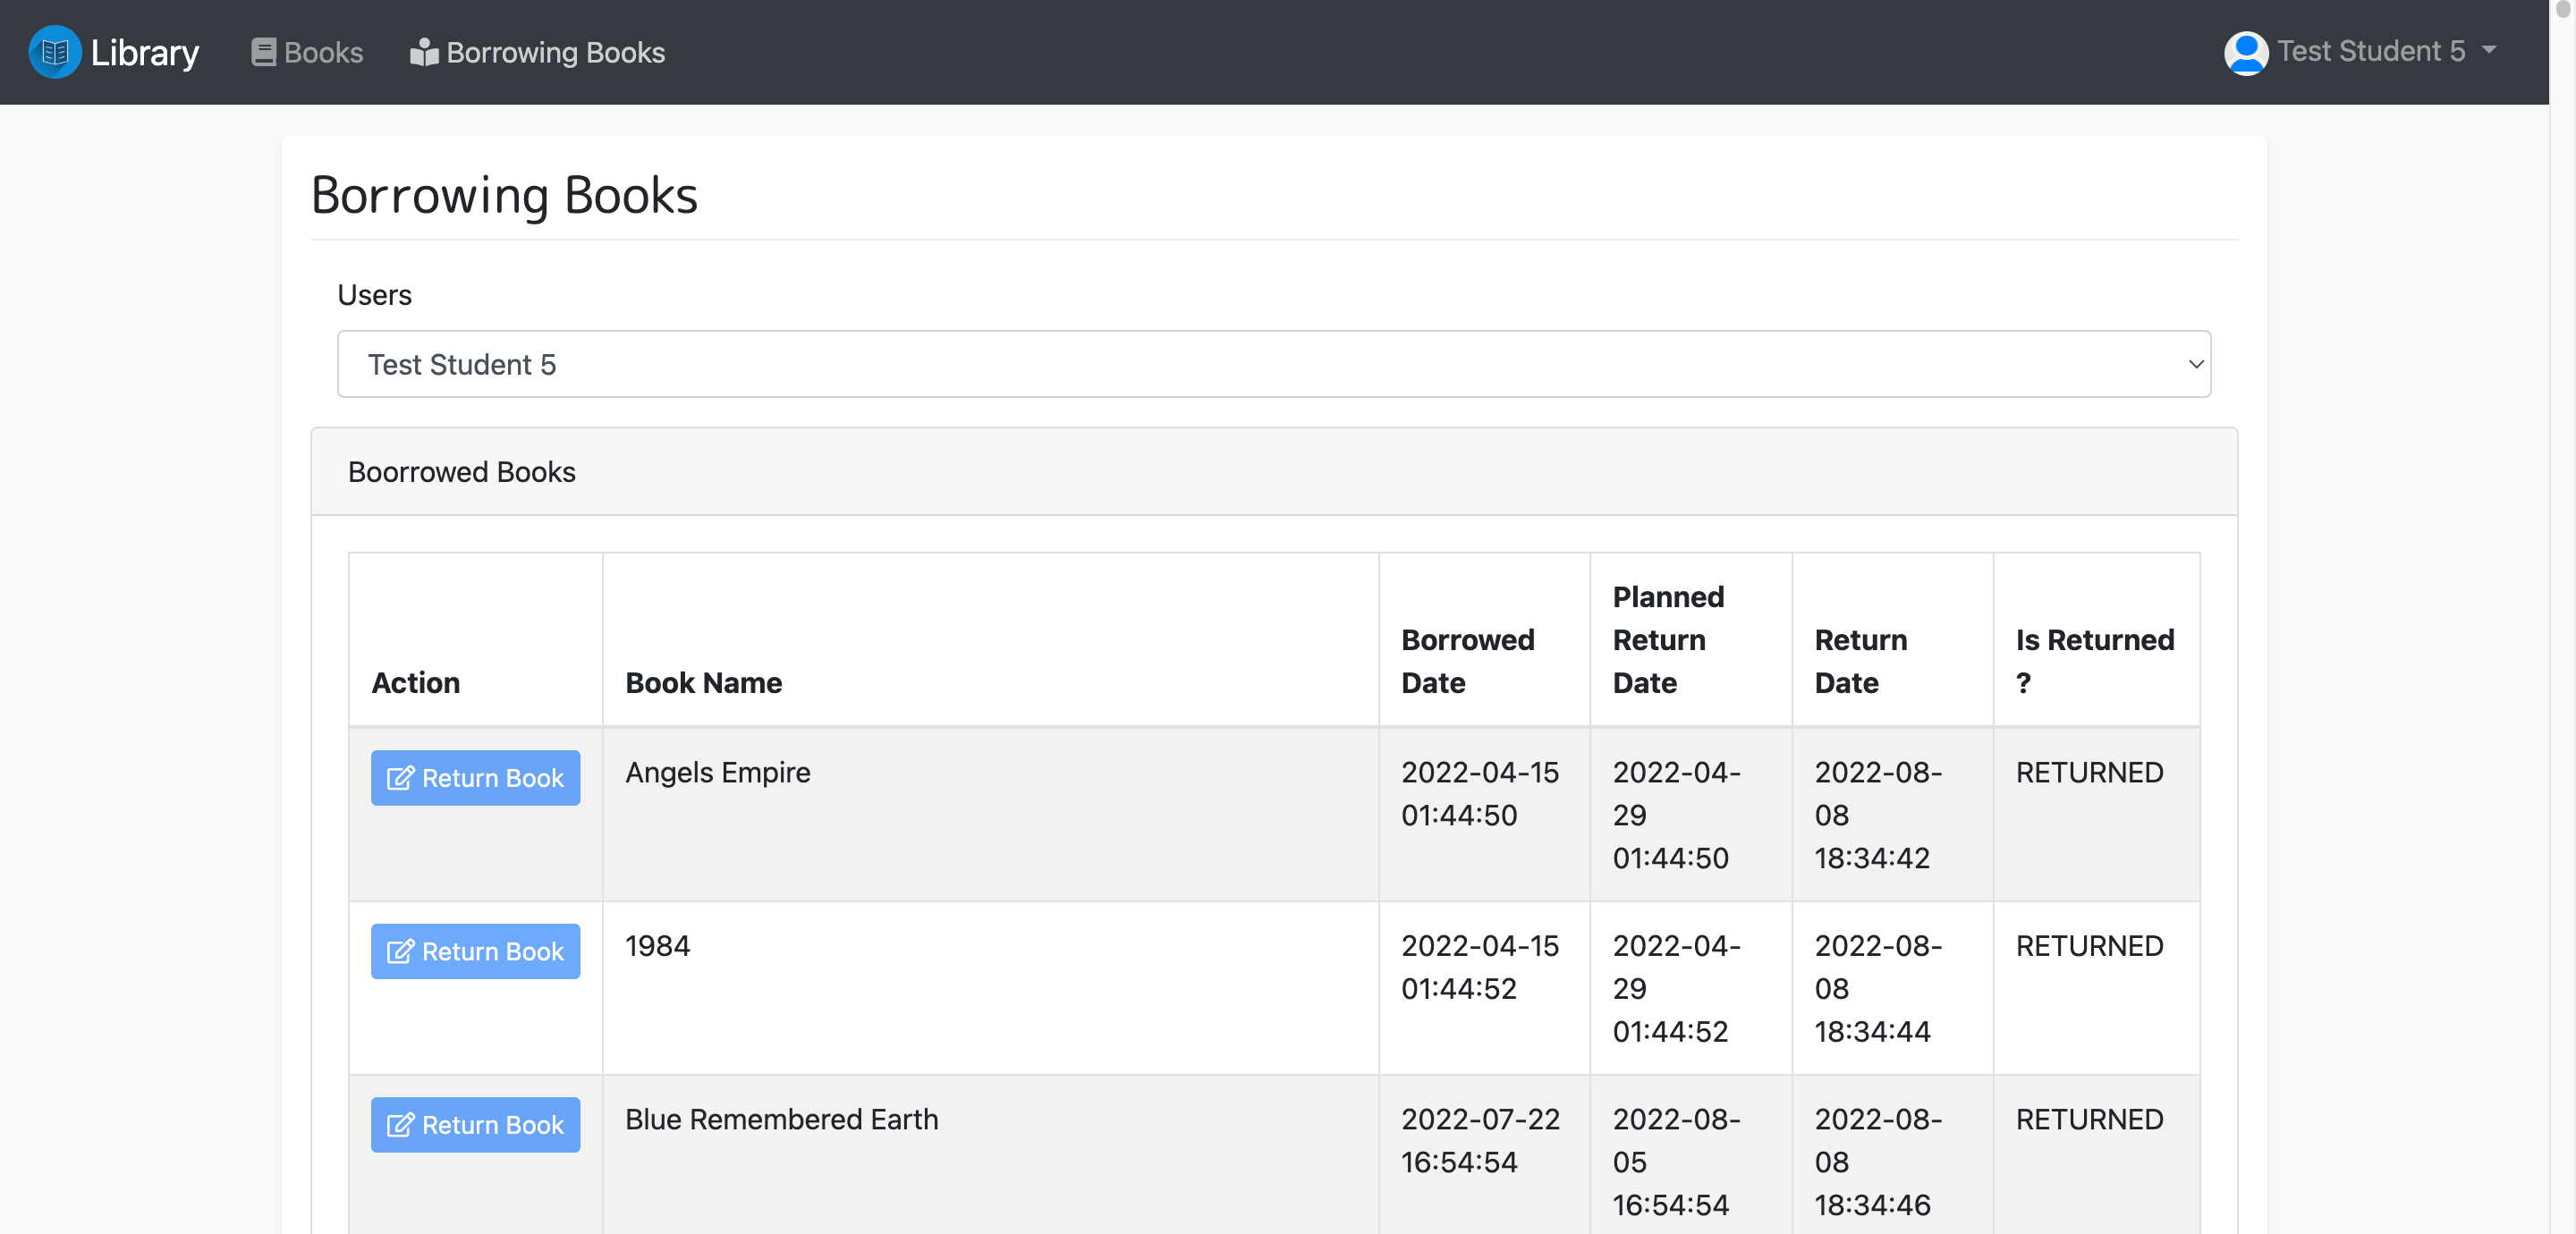 Library Books Borrowing Books Test Student 5
Borrowing Books
Users
Test Student 5
Boorrowed Books
Action Book Name Borrowed Date Planned Return Date Return Date Is Returned ?
Return Book Angels Empire 2022-04-15 01:44:50 2022-04-29 01:44:50 2022-08-08 18:34:42 RETURNED
Return Book 1984 2022-04-15 01:44:52 2022-04-29 01:44:52 2022-08-08 18:34:44 RETURNED
Return Book Blue Remembered Earth 2022-07-22 16:54:54 2022-08-05 16:54:54 2022-08-08 18:34:46 RETURNED